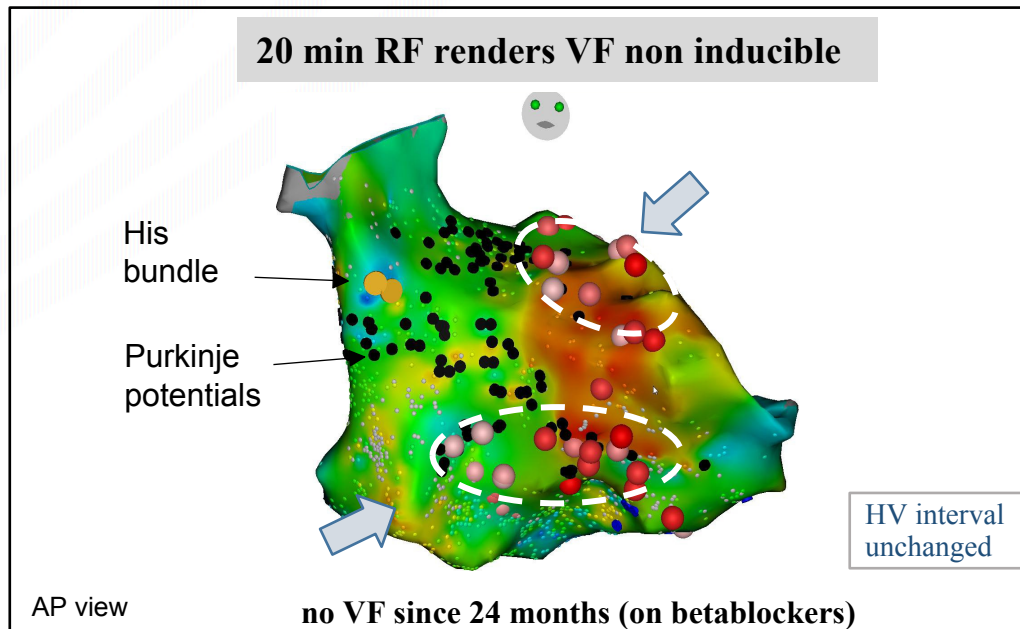 20 min RF renders VF non inducible
His
bundle
Purkinje
potentials
HV interval
unchanged
AP view
no VF since 24 months (on betablockers)